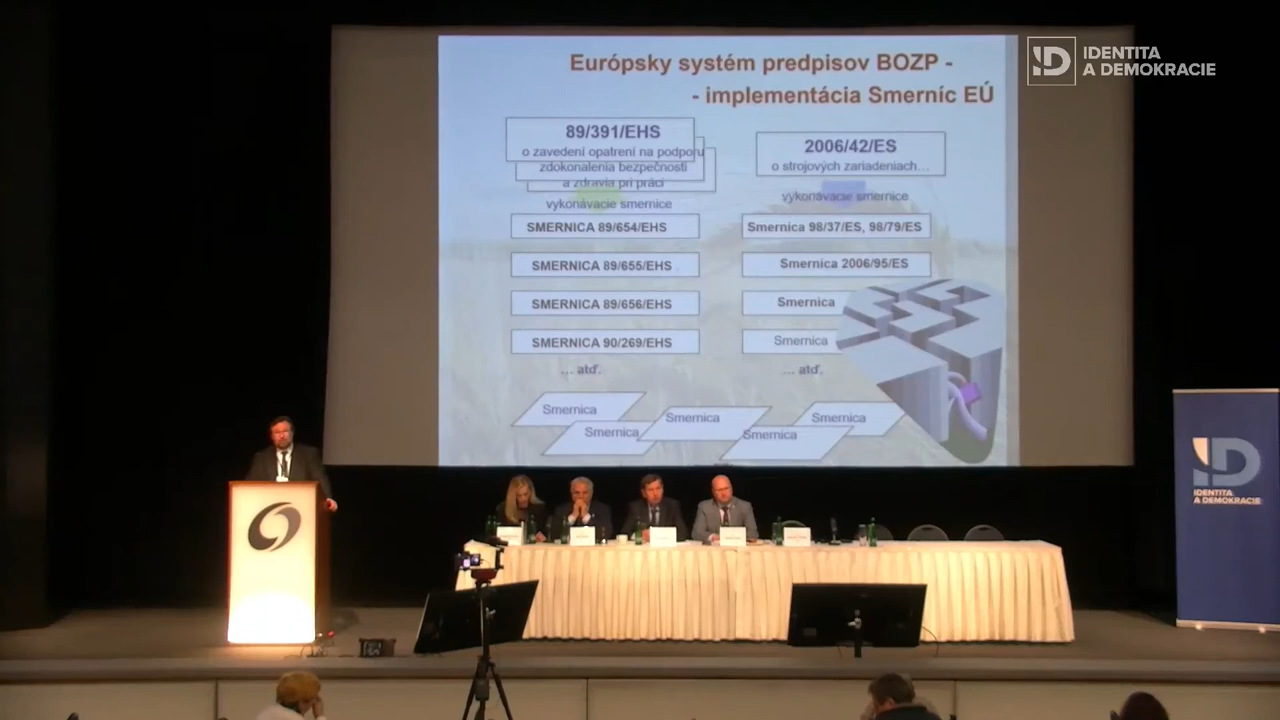 Európsky systém predpisov BOZP -
- implementácia Smerníc EÚ
89/391/EHS
o zavedení opatrení na podporu
zdokonalenia bezpečnosti
a zdravia pri práci
vykonávacie smernice
SMERNICA 89/654/EHS
SMERNICA 89/655/EHS
SMERNICA 89/656/EHS
SMERNICA 90/269/EHS
... atď.
2006/42/ES
o strojových zariadeniach...
vykonávacie smernice
Smernica 98/37/ES, 98/79/ES
Smernica 2006/95/ES
Smernica
Smernica
... atď.
Smernica
Smernica
Smernica
Smernica
Smernica
ID IDENTITA
A DEMOKRACIE
ID
IDENTITA
A DEMOKRACIE